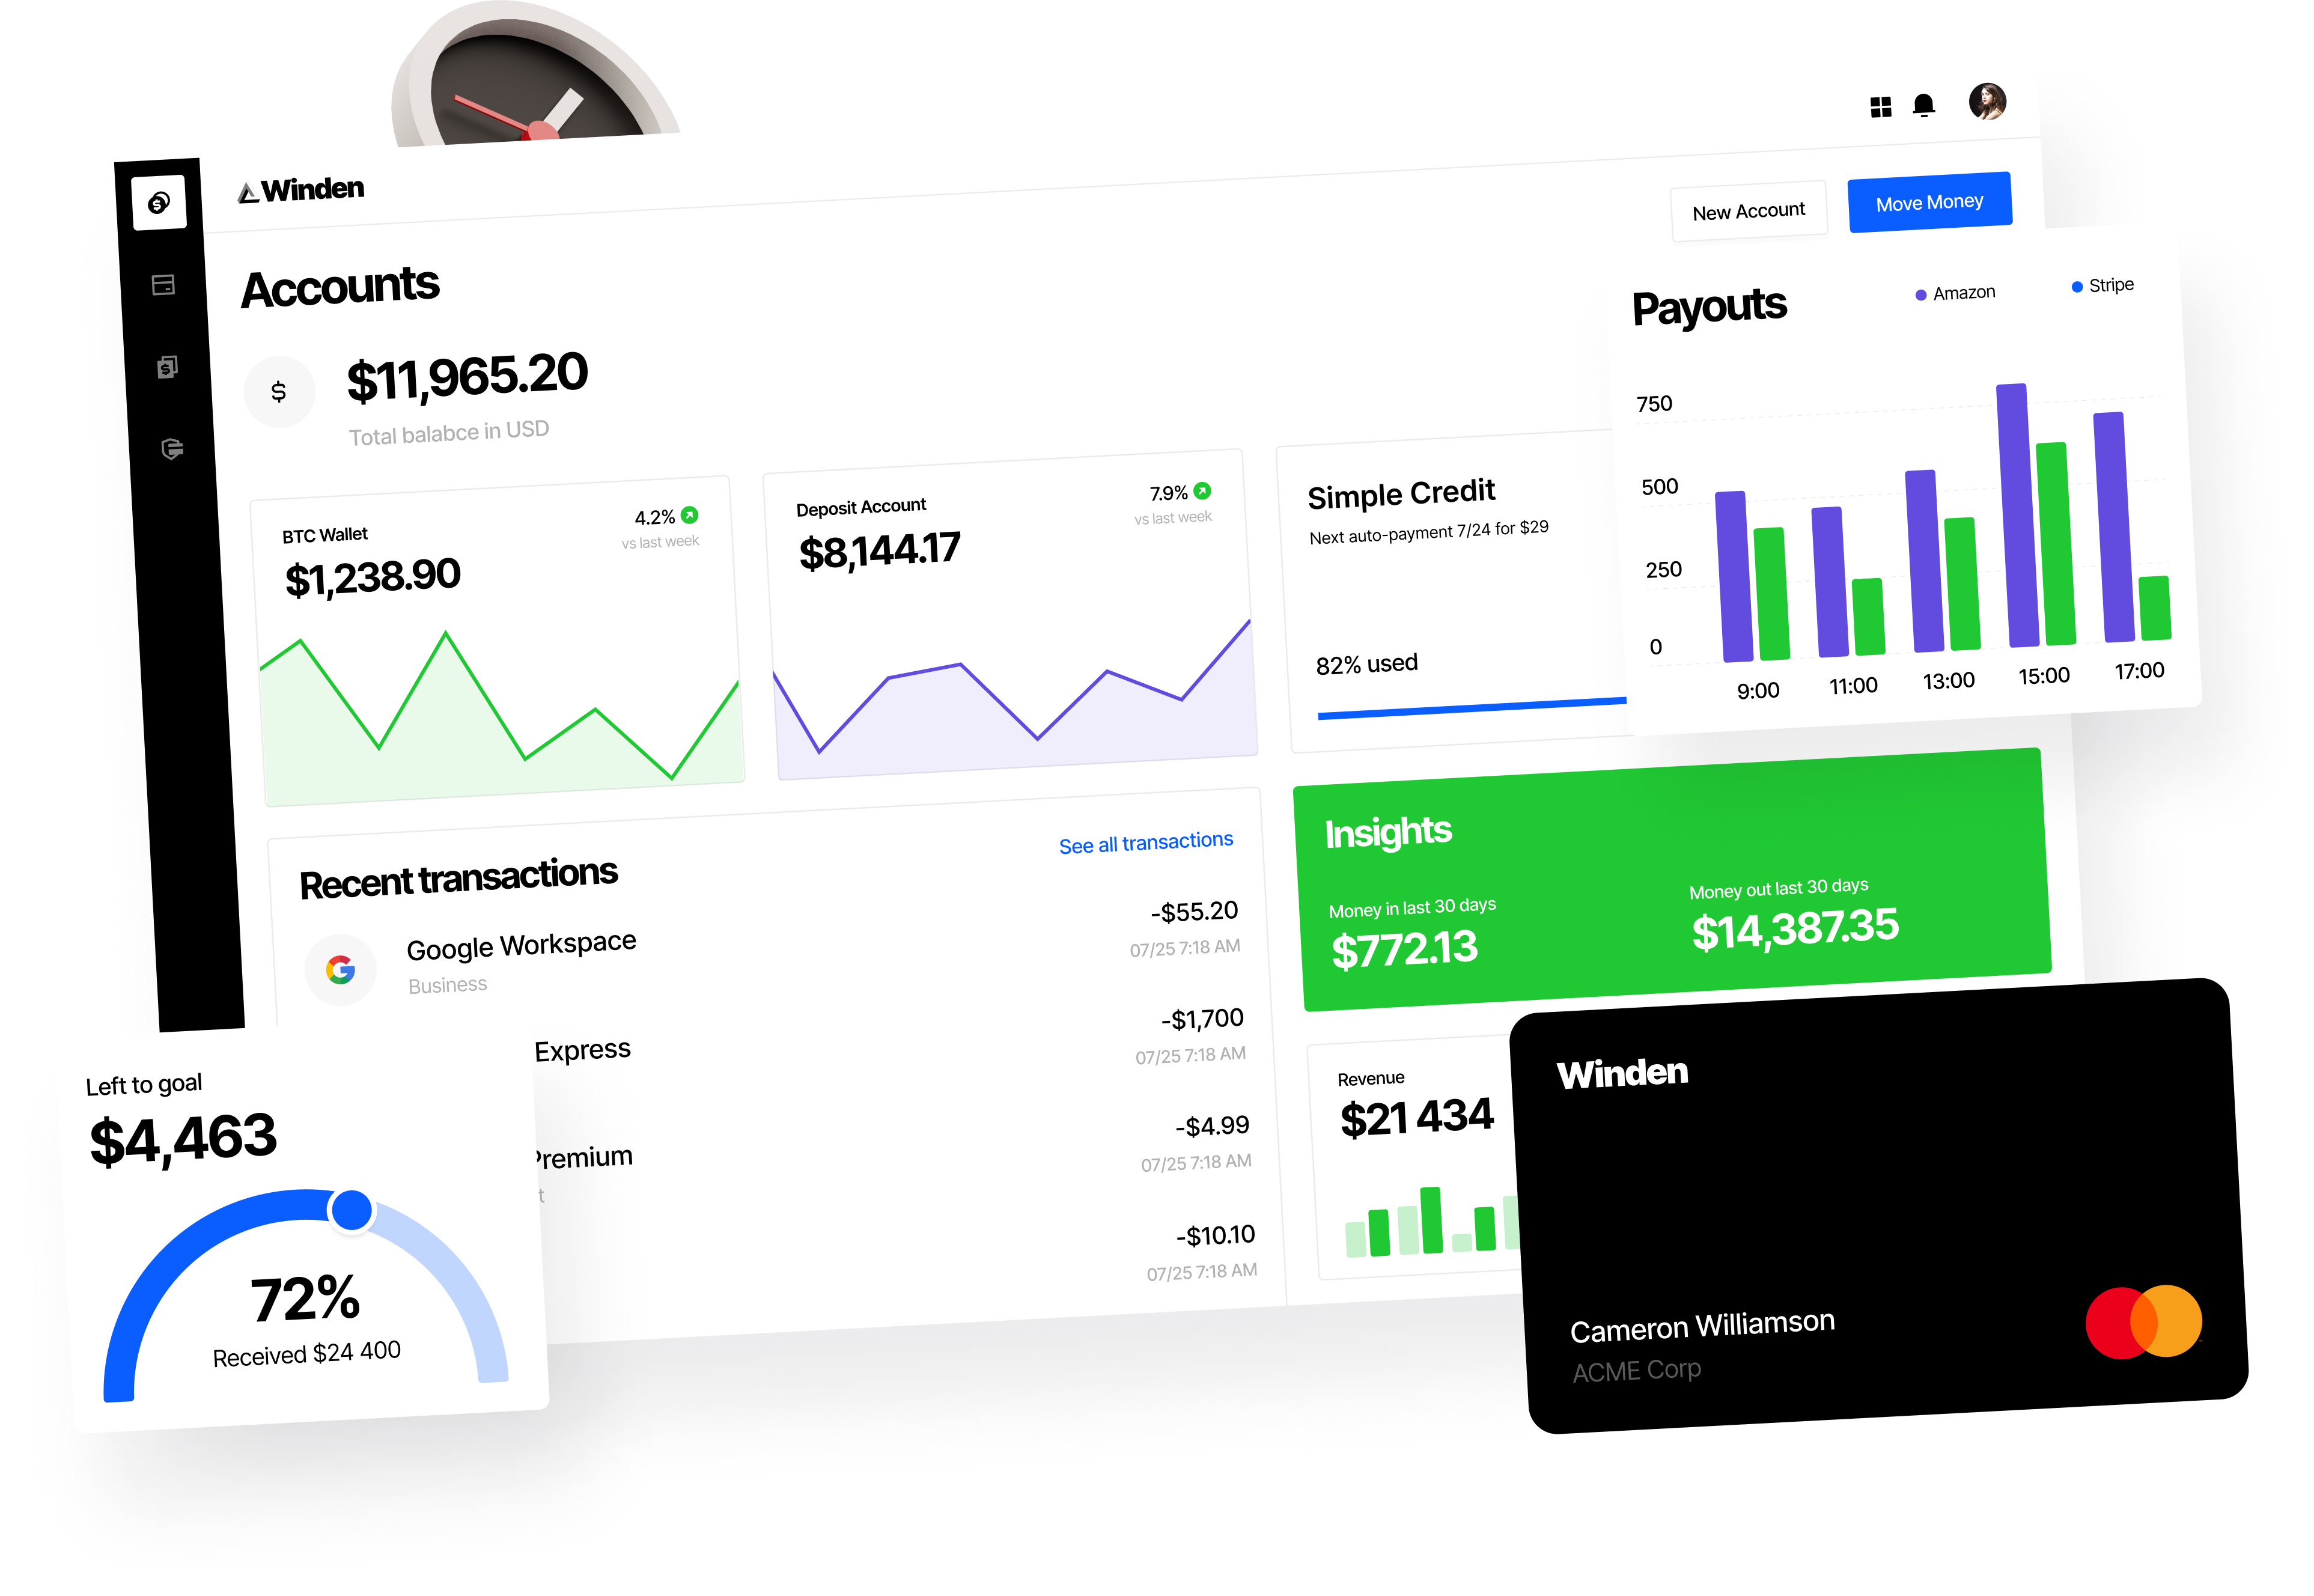 Winden
New Account
Move Money
Accounts
$
$11,965.20
Total balabce in USD
BTC Wallet
4.2%
vs last week
$1,238.90
Deposit Account
7.9%
vs last week
$8,144.17
Simple Credit
Next auto-payment 7/24 for $29
82% used
Payouts
Amazon
Stripe
750
500
250
0
9:00
11:00
13:00
15:00
17:00
Recent transactions
See all transactions
Google Workspace
Business
-$55.20
07/25 7:18 AM
Express
-$1,700
07/25 7:18 AM
Premium
t
-$4.99
07/25 7:18 AM
-$10.10
07/25 7:18 AM
Insights
Money in last 30 days
$772.13
Money out last 30 days
$14,387.35
Revenue
$21 434
Left to goal
$4,463
72%
Received $24 400
Winden
Cameron Williamson
ACME Corp